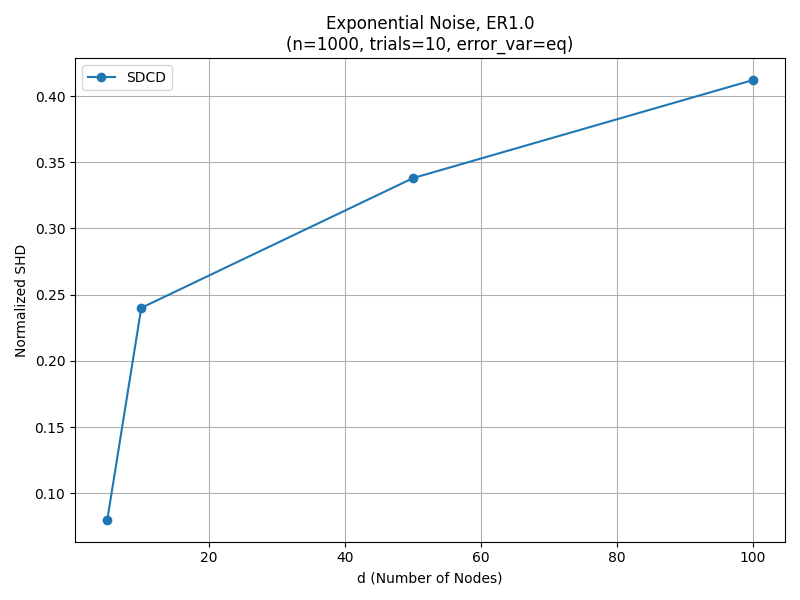 Exponential Noise, ER1.0
(n=1000, trials=10, error_var=eq)
SDCD
Normalized SHD
0.40
0.35
0.30
0.25
0.20
0.15
0.10
20
40
60
80
100
d (Number of Nodes)